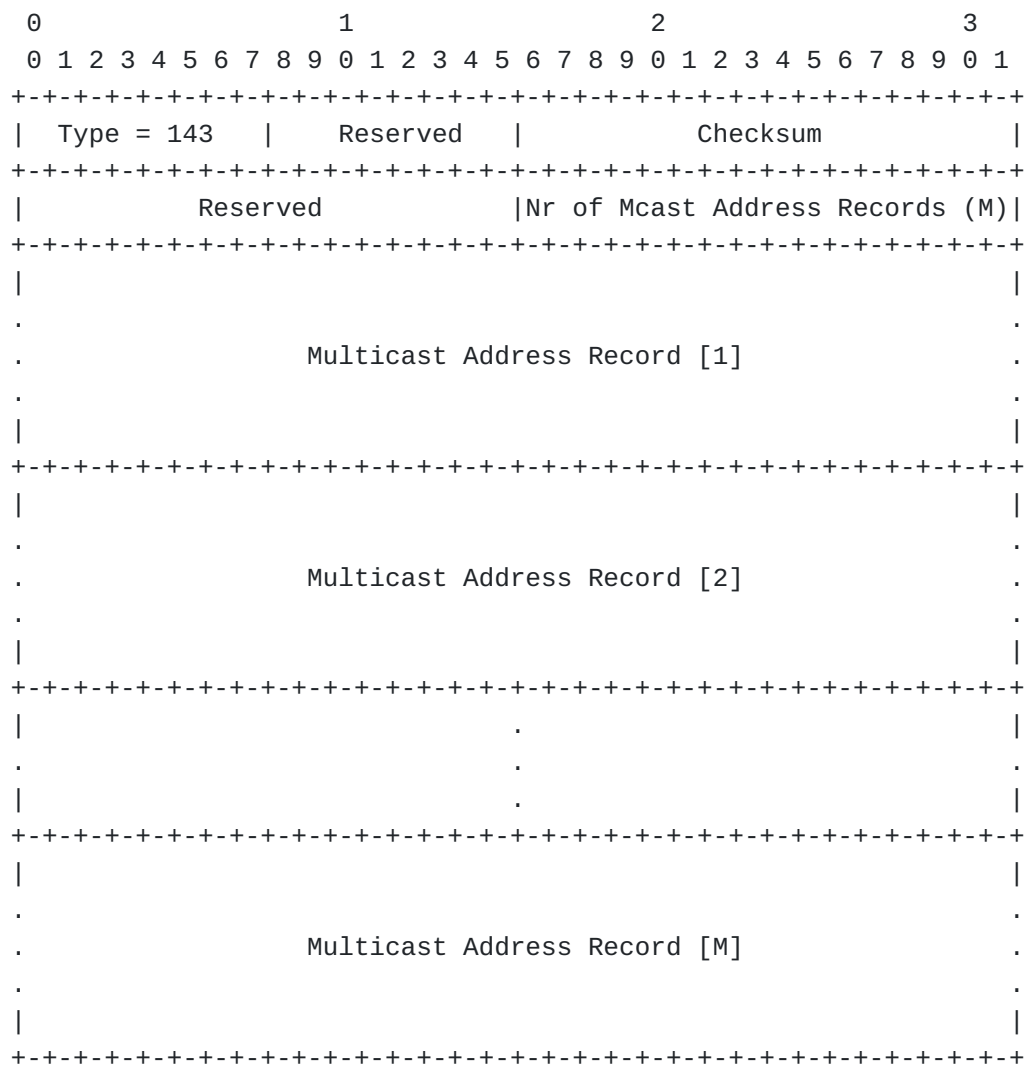 0                   1                   2                   3
 0 1 2 3 4 5 6 7 8 9 0 1 2 3 4 5 6 7 8 9 0 1 2 3 4 5 6 7 8 9 0 1
+-+-+-+-+-+-+-+-+-+-+-+-+-+-+-+-+-+-+-+-+-+-+-+-+-+-+-+-+-+-+-+-+
|  Type = 143   |    Reserved   |           Checksum            |
+-+-+-+-+-+-+-+-+-+-+-+-+-+-+-+-+-+-+-+-+-+-+-+-+-+-+-+-+-+-+-+-+
|           Reserved            |Nr of Mcast Address Records (M)|
+-+-+-+-+-+-+-+-+-+-+-+-+-+-+-+-+-+-+-+-+-+-+-+-+-+-+-+-+-+-+-+-+
|                                                               |
.                                                               .
.                  Multicast Address Record [1]                 .
.                                                               .
|                                                               |
+-+-+-+-+-+-+-+-+-+-+-+-+-+-+-+-+-+-+-+-+-+-+-+-+-+-+-+-+-+-+-+-+
|                                                               |
.                                                               .
.                  Multicast Address Record [2]                 .
.                                                               .
|                                                               |
+-+-+-+-+-+-+-+-+-+-+-+-+-+-+-+-+-+-+-+-+-+-+-+-+-+-+-+-+-+-+-+-+
|                               .                               |
.                               .                               .
|                               .                               |
+-+-+-+-+-+-+-+-+-+-+-+-+-+-+-+-+-+-+-+-+-+-+-+-+-+-+-+-+-+-+-+-+
|                                                               |
.                                                               .
.                  Multicast Address Record [M]                 .
.                                                               .
|                                                               |
+-+-+-+-+-+-+-+-+-+-+-+-+-+-+-+-+-+-+-+-+-+-+-+-+-+-+-+-+-+-+-+-+